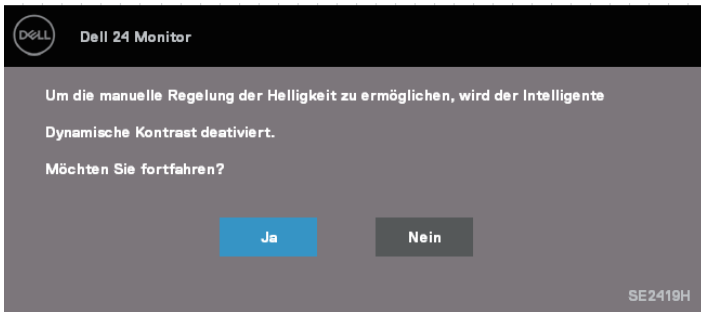 DELL
Dell 24 Monitor
Um die manuelle Regelung der Helligkeit zu ermöglichen, wird der Intelligente
Dynamische Kontrast deativiert.
Möchten Sie fortfahren?
Ja
Nein
SE2419H